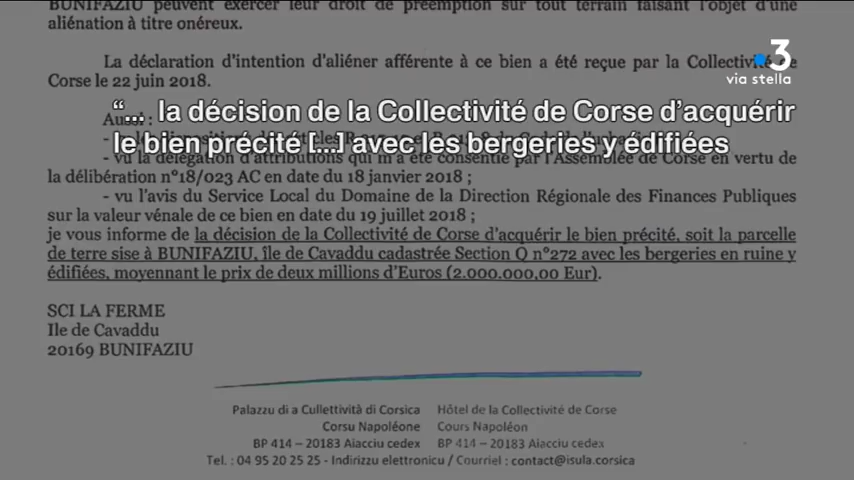 BUNIFAZIU peuvent exercer leur droit de préemption sur tout terrain faisant l'objet d'une
aliénation à titre onéreux.
La déclaration d'intention d'aliéner afférente à ce bien a été reçue par la Collectivité de
Corse le 22 juin 2018.
3
via stella
“... la décision de la Collectivité de Corse d’acquérir
le bien précité [...] avec les bergeries y édifiées
- vu la délégation d'attributions qui m'a été consentie par l'Assemblée de Corse en vertu de
la délibération n°18/023 AC en date du 18 janvier 2018 ;
- vu l'avis du Service Local du Domaine de la Direction Régionale des Finances Publiques
sur la valeur vénale de ce bien en date du 19 juillet 2018 ;
je vous informe de la décision de la Collectivité de Corse d'acquérir le bien précité, soit la parcelle
de terre sise à BUNIFAZIU, île de Cavaddu cadastrée Section Q n°272 avec les bergeries en ruine y
édifiées, moyennant le prix de deux millions d'Euros (2.000.000,00 Eur).
SCI LA FERME
Ile de Cavaddu
20169 BUNIFAZIU
Palazzu di a Cullettività di Corsica Hôtel de la Collectivité de Corse
Corsu Napoléone Cours Napoléon
BP 414 – 20183 Aiacciu cedex BP 414 – 20183 Aiacciu cedex
Tel. : 04 95 20 25 25 - Indirizzu elettronicu / Courriel : contact@isula.corsica